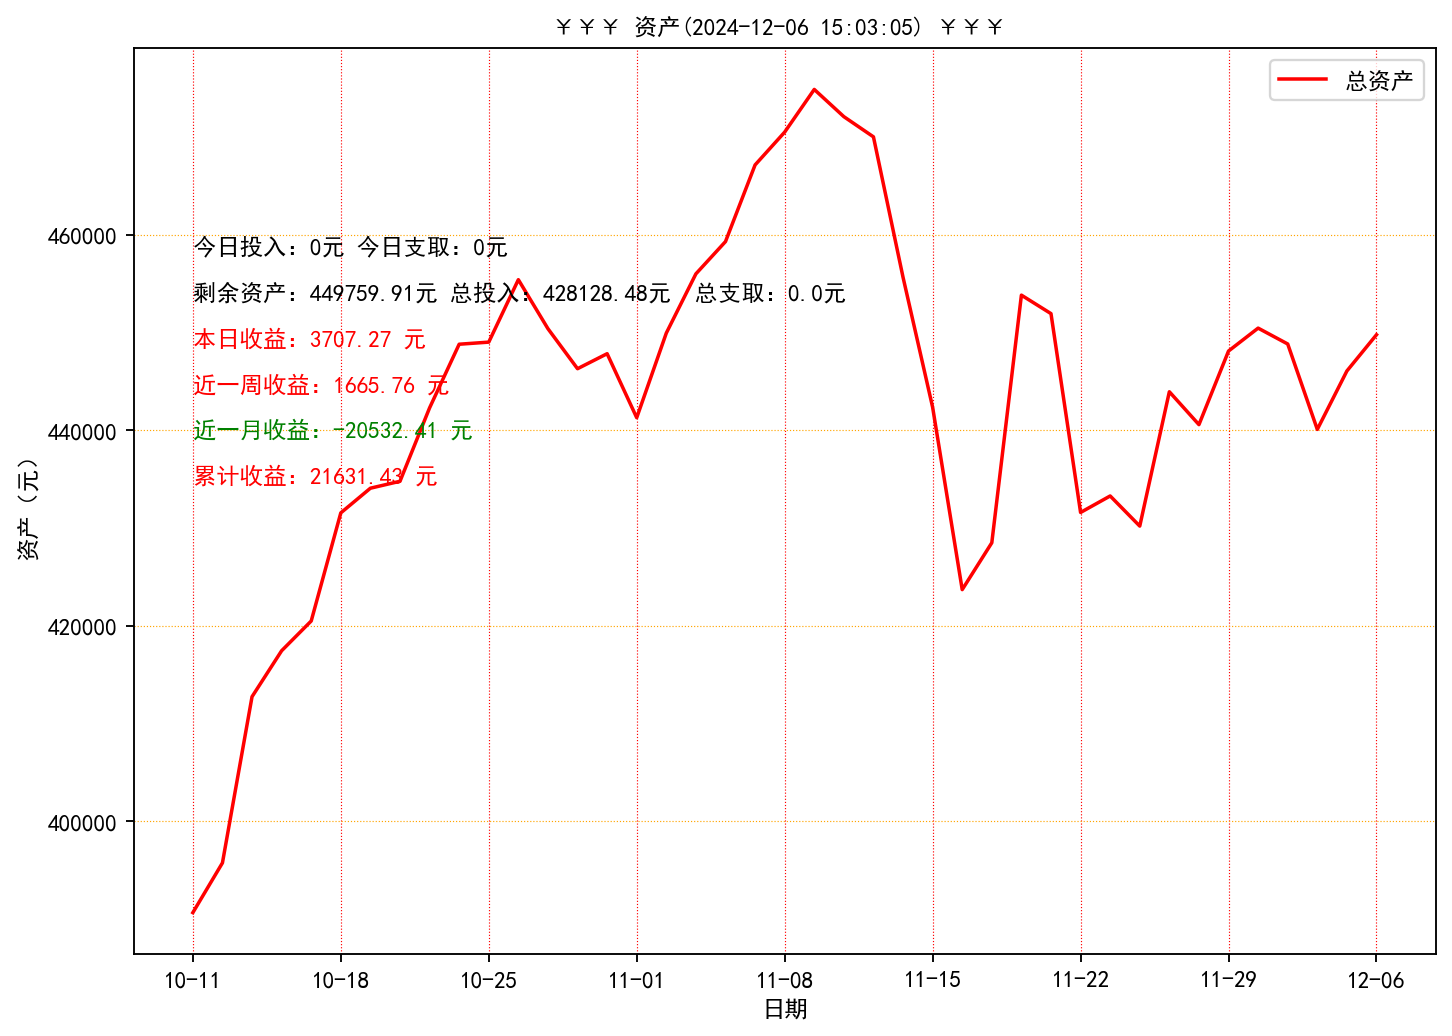 ￥￥￥ 资产(2024-12-06 15:03:05) ￥￥￥
总资产
460000
440000
420000
400000
资产（元）
今日投入：0元 今日支取：0元
剩余资产：449759.91元 总投入：428128.48元 总支取：0.0元
本日收益：3707.27 元
近一周收益：1665.76 元
近一月收益：-20532.41 元
累计收益：21631.43 元
10-11 10-18 10-25 11-01 11-08 11-15 11-22 11-29 12-06
日期